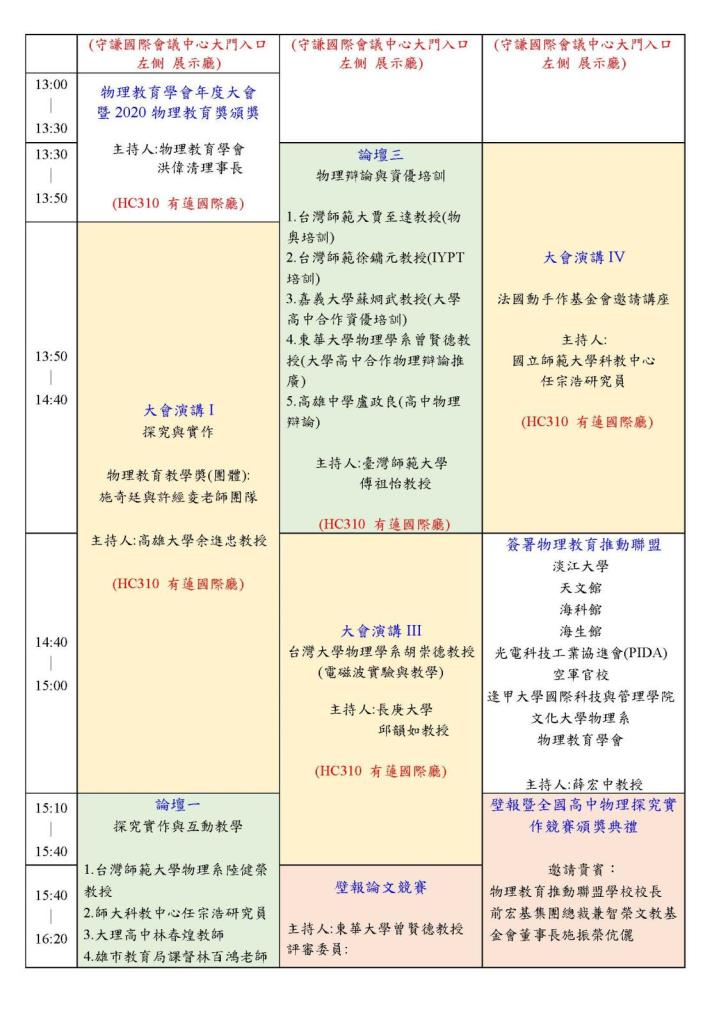 (守謙國際會議中心大門入口
左側 展示廳)
(守謙國際會議中心大門入口
左側 展示廳)
(守謙國際會議中心大門入口
左側 展示廳)
13:00
|
13:30
物理教育學會年度大會
暨 2020 物理教育獎頒獎
主持人:物理教育學會
洪偉清理事長
(HC310 有蓮國際廳)
13:30
|
13:50
論壇三
物理辯論與資優培訓
1.台灣師範大賈至達教授(物
奧培訓)
2.台灣師範徐鏞元教授(IYPT
培訓)
3.嘉義大學蘇炯武教授(大學
高中合作資優培訓)
4.東華大學物理學系曾賢德教
授(大學高中合作物理辯論推
廣)
5.高雄中學盧政良(高中物理
辯論)
主持人:臺灣師範大學
傅祖怡教授
(HC310 有蓮國際廳)
大會演講 IV
法國動手作基金會邀請講座
主持人:
國立師範大學科教中心
任宗浩研究員
(HC310 有蓮國際廳)
13:50
|
14:40
大會演講 I
探究與實作
物理教育教學獎(團體):
施奇廷與許經夌老師團隊
主持人:高雄大學余進忠教授
(HC310 有蓮國際廳)
14:40
|
15:00
大會演講 III
台灣大學物理學系胡崇德教授
(電磁波實驗與教學)
主持人:長庚大學
邱韻如教授
(HC310 有蓮國際廳)
簽署物理教育推動聯盟
淡江大學
天文館
海科館
海生館
光電科技工業協進會(PIDA)
空軍官校
逢甲大學國際科技與管理學院
文化大學物理系
物理教育學會
主持人:薛宏中教授
15:10
|
15:40
論壇一
探究實作與互動教學
1.台灣師範大學物理系陸健榮
教授
2.師大科教中心任宗浩研究員
3.大理高中林春煌教師
4.雄市教育局課督林百鴻老師
壁報暨全國高中物理探究實
作競賽頒獎典禮
邀請貴賓：
物理教育推動聯盟學校校長
前宏基集團總裁兼智榮文教基
金會董事長施振榮伉儷
15:40
|
16:20
壁報論文競賽
主持人:東華大學曾賢德教授
評審委員: